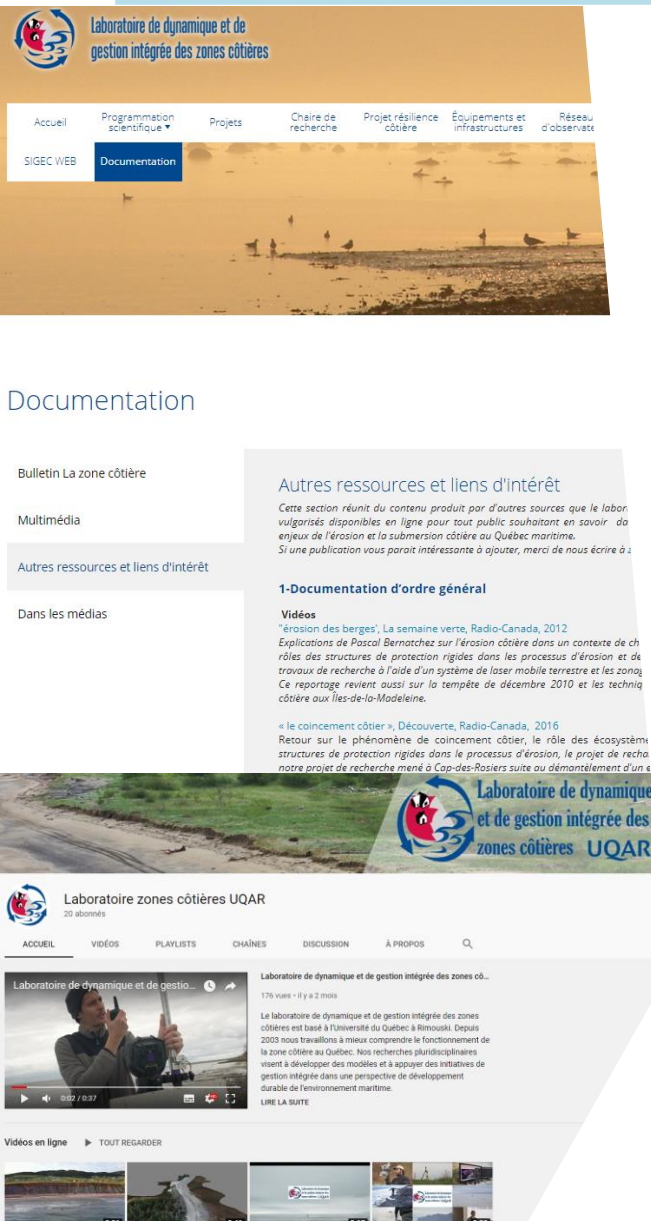 Laboratoire de dynamique et de
gestion intégrée des zones côtières
Accueil
Programmation
scientifique ▼
Projets
Chaire de
recherche
Projet résilience
côtière
Équipements et
infrastructures
Réseau
d'observate
SIGEC WEB
Documentation
Documentation
Bulletin La zone côtière
Multimédia
Autres ressources et liens d'intérêt
Dans les médias
Autres ressources et liens d'intérêt
Cette section réunit du contenu produit par d'autres sources que le labor
vulgarisés disponibles en ligne pour tout public souhaitant en savoir da
enjeux de l'érosion et la submersion côtière au Québec maritime.
Si une publication vous parait intéressante à ajouter, merci de nous écrire à
1-Documentation d'ordre général
Vidéos
"érosion des berges', La semaine verte, Radio-Canada, 2012
Explications de Pascal Bernatchez sur l'érosion côtière dans un contexte de ch
rôles des structures de protection rigides dans les processus d'érosion et de
travaux de recherche à l'aide d'un système de laser mobile terrestre et les zonag
Ce reportage revient aussi sur la tempête de décembre 2010 et les techniq
côtière aux Îles-de-la-Madeleine.
« le coincement côtier », Découverte, Radio-Canada, 2016
Retour sur le phénomène de coincement côtier, le rôle des écosystème
structures de protection rigides dans le processus d'érosion, le projet de recha
notre projet de recherche mené à Cap-des-Rosiers suite au démantèlement d'un e
Laboratoire de dynamique
et de gestion intégrée des
zones côtières UQAR
Laboratoire zones côtières UQAR
20 abonnés
ACCUEIL
VIDÉOS
PLAYLISTS
CHAÎNES
DISCUSSION
À PROPOS
Laboratoire de dynamique et de gestio...
0:02 / 0:37
Laboratoire de dynamique et de gestion intégrée des zones cô...
176 vues • il y a 2 mois
Le laboratoire de dynamique et de gestion intégrée des zones
côtières est basé à l'Université du Québec à Rimouski. Depuis
2003 nous travaillons à mieux comprendre le fonctionnement de
la zone côtière au Québec. Nos recherches pluridisciplinaires
visent à développer des modèles et à appuyer des initiatives de
gestion intégrée dans une perspective de développement
durable de l'environnement maritime.
LIRE LA SUITE
Vidéos en ligne
▶ TOUT REGARDER